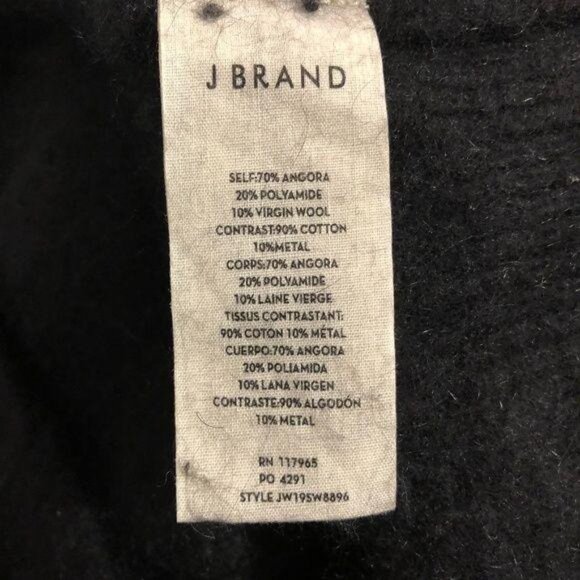 J BRAND
SELF:70% ANGORA
20% POLYAMIDE
10% VIRGIN WOOL
CONTRAST:90% COTTON
10%METAL
CORPS:70% ANGORA
20% POLYAMIDE
10% LAINE VIERGE
TISSUS CONTRASTANT:
90% COTON 10% MÉTAL
CUERPO:70% ANGORA
20% POLIAMIDA
10% LANA VIRGEN
CONTRASTE:90% ALGODÓN
10% METAL
RN 117965
PO 4291
STYLE JW19SW8896